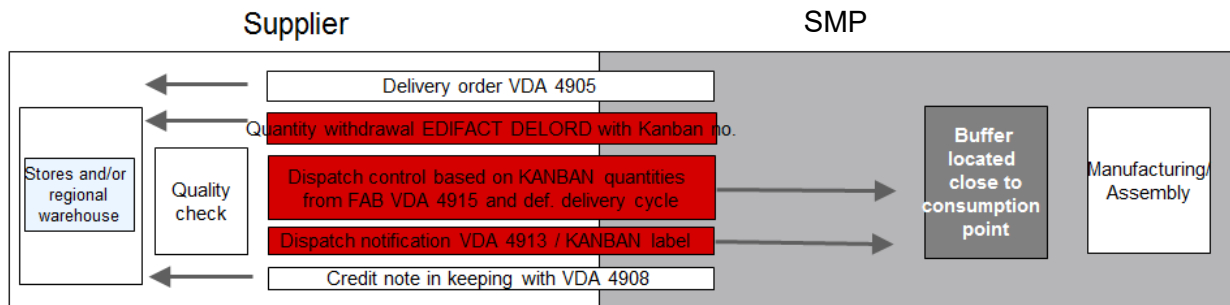 Supplier
SMP
Delivery order VDA 4905
Quantity withdrawal EDIFACT DELORD with Kanban no.
Stores and/or
regional
warehouse
Quality
check
Dispatch control based on KANBAN quantities
from FAB VDA 4915 and def. delivery cycle
Dispatch notification VDA 4913 / KANBAN label
Credit note in keeping with VDA 4908
Buffer
located
close to
consumption
point
Manufacturing/
Assembly